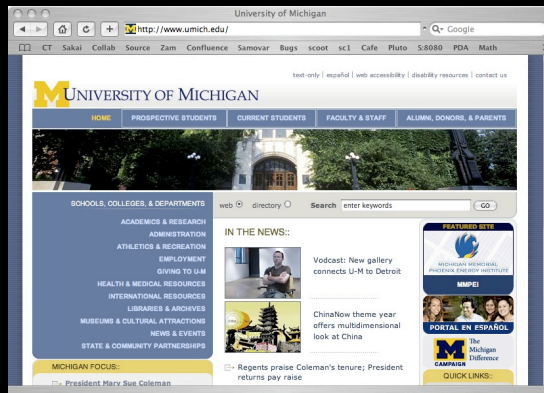 University of Michigan
http://www.umich.edu/
Google
CT Sakai Collab Source Zam Confluence Samovar Bugs scoot sc1 Cafe Pluto S:8080 PDA Math
text-only | español | web accessibility | disability resources | contact us
M UNIVERSITY OF MICHIGAN
HOME PROSPECTIVE STUDENTS CURRENT STUDENTS FACULTY & STAFF ALUMNI, DONORS, & PARENTS
SCHOOLS, COLLEGES, & DEPARTMENTS
ACADEMICS & RESEARCH
ADMINISTRATION
ATHLETICS & RECREATION
EMPLOYMENT
GIVING TO U-M
HEALTH & MEDICAL RESOURCES
INTERNATIONAL RESOURCES
LIBRARIES & ARCHIVES
MUSEUMS & CULTURAL ATTRACTIONS
NEWS & EVENTS
STATE & COMMUNITY PARTNERSHIPS
MICHIGAN FOCUS::
President Mary Sue Coleman
web directory Search enter keywords GO
IN THE NEWS::
Vodcast: New gallery
connects U-M to Detroit
ChinaNow theme year
offers multidimensional
look at China
Regents praise Coleman's tenure; President
returns pay raise
FEATURED SITE
MICHIGAN MEMORIAL
PHOENIX ENERGY INSTITUTE
MMPEI
PORTAL EN ESPAÑOL
M
CAMPAIGN
The
Michigan
Difference
QUICK LINKS::